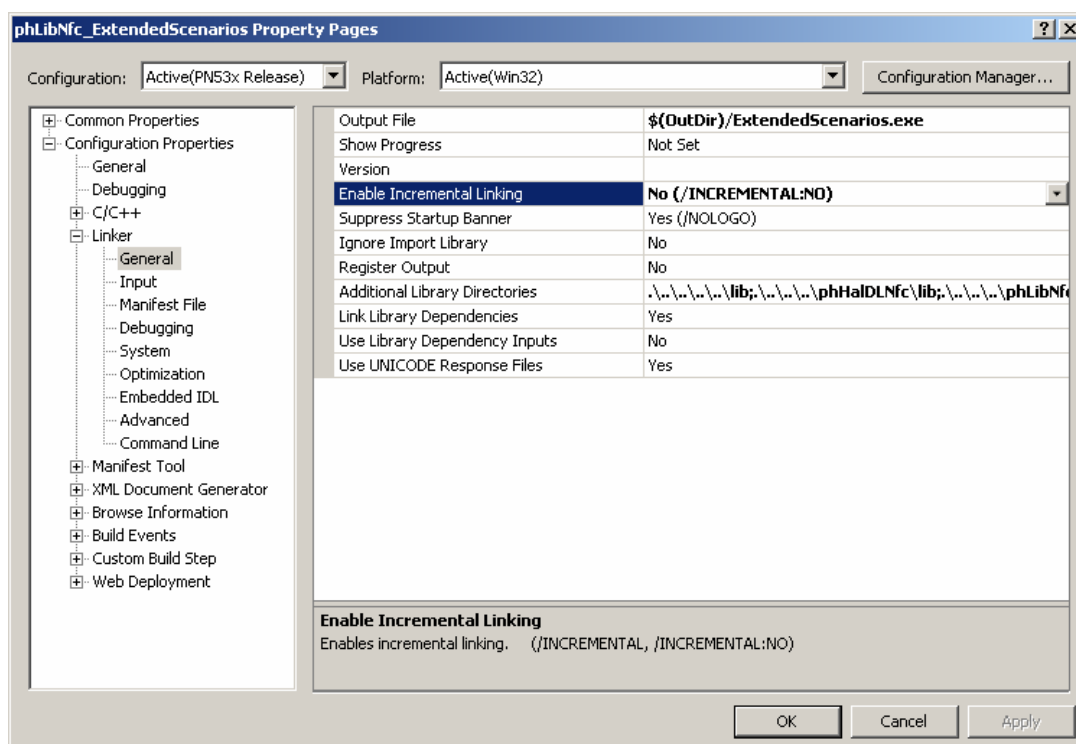 phLibNfc_ExtendedScenarios Property Pages
Configuration: Active(PN53x Release) Platform: Active(Win32) Configuration Manager...
Common Properties
Configuration Properties
General
Debugging
C/C++
Linker
General
Input
Manifest File
Debugging
System
Optimization
Embedded IDL
Advanced
Command Line
Manifest Tool
XML Document Generator
Browse Information
Build Events
Custom Build Step
Web Deployment
Output File $(OutDir)/ExtendedScenarios.exe
Show Progress Not Set
Version
Enable Incremental Linking No (/INCREMENTAL:NO)
Suppress Startup Banner Yes (/NOLOGO)
Ignore Import Library No
Register Output No
Additional Library Directories .\..\..\..\..\lib;.\..\..\..\phHalDLNfc\lib;.\..\..\..\phLibNfc
Link Library Dependencies Yes
Use Library Dependency Inputs No
Use UNICODE Response Files Yes
Enable Incremental Linking
Enables incremental linking. (/INCREMENTAL, /INCREMENTAL:NO)
OK Cancel Apply